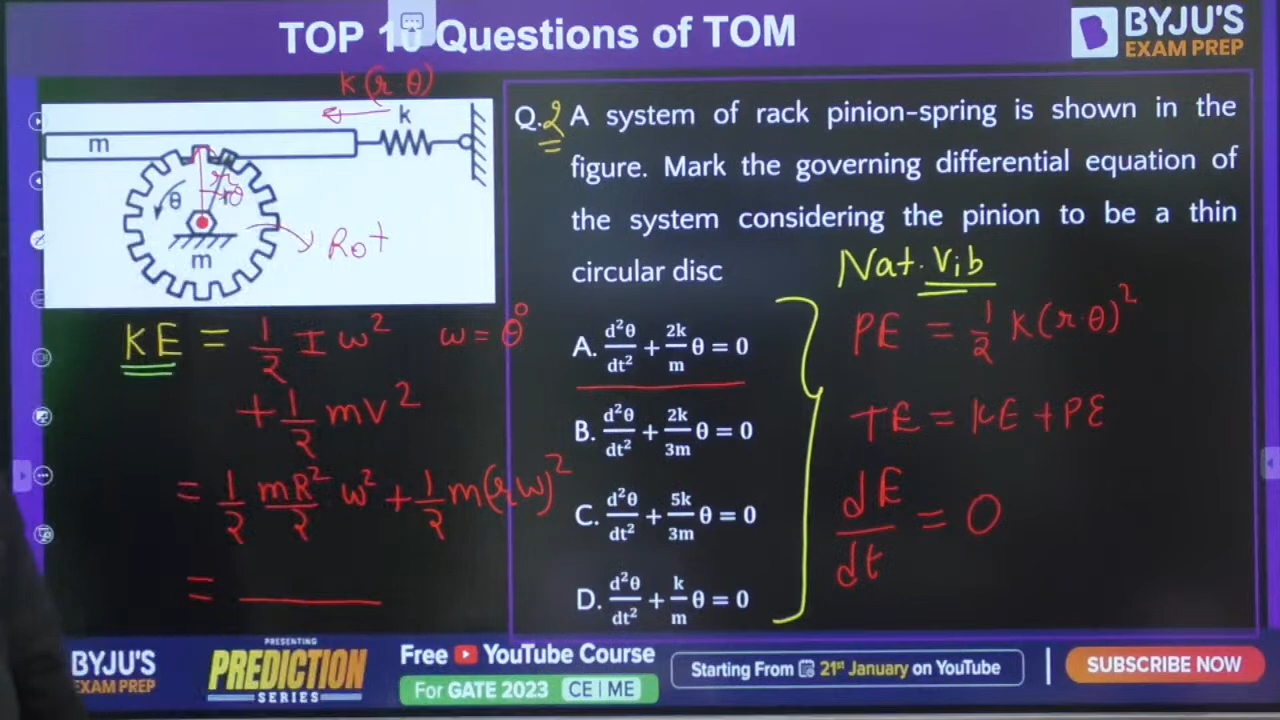 TOP 10 Questions of TOM
BYJU'S
EXAM PREP
k(r·θ)
k
m
r
θ
θ
m
Rot
KE = 1/2 I ω² ω = θ°
+ 1/2 mv²
= 1/2 mR²/2 ω² + 1/2 m(rω)²
= ______
Q.2 A system of rack pinion-spring is shown in the
figure. Mark the governing differential equation of
the system considering the pinion to be a thin
circular disc
Nat. Vib
A. d²θ/dt² + 2k/m θ = 0
B. d²θ/dt² + 2k/3m θ = 0
C. d²θ/dt² + 5k/3m θ = 0
D. d²θ/dt² + k/m θ = 0
PE = 1/2 k(r·θ)²
TE = KE + PE
dE/dt = 0
BYJU'S
EXAM PREP
PRESENTING
PREDICTION
SERIES
Free YouTube Course
For GATE 2023 CE | ME
Starting From 21st January on YouTube
SUBSCRIBE NOW